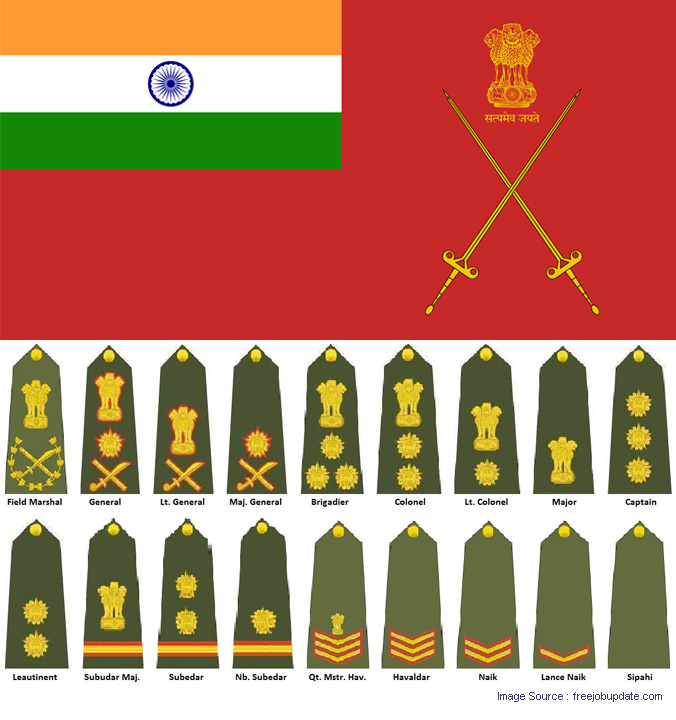 सत्यमेव जयते
Field Marshal
General
Lt. General
Maj. General
Brigadier
Colonel
Lt. Colonel
Major
Captain
Leautinent
Subudar Maj.
Subedar
Nb. Subedar
Qt. Mstr. Hav.
Havaldar
Naik
Lance Naik
Sipahi
Image Source : freejobupdate.com